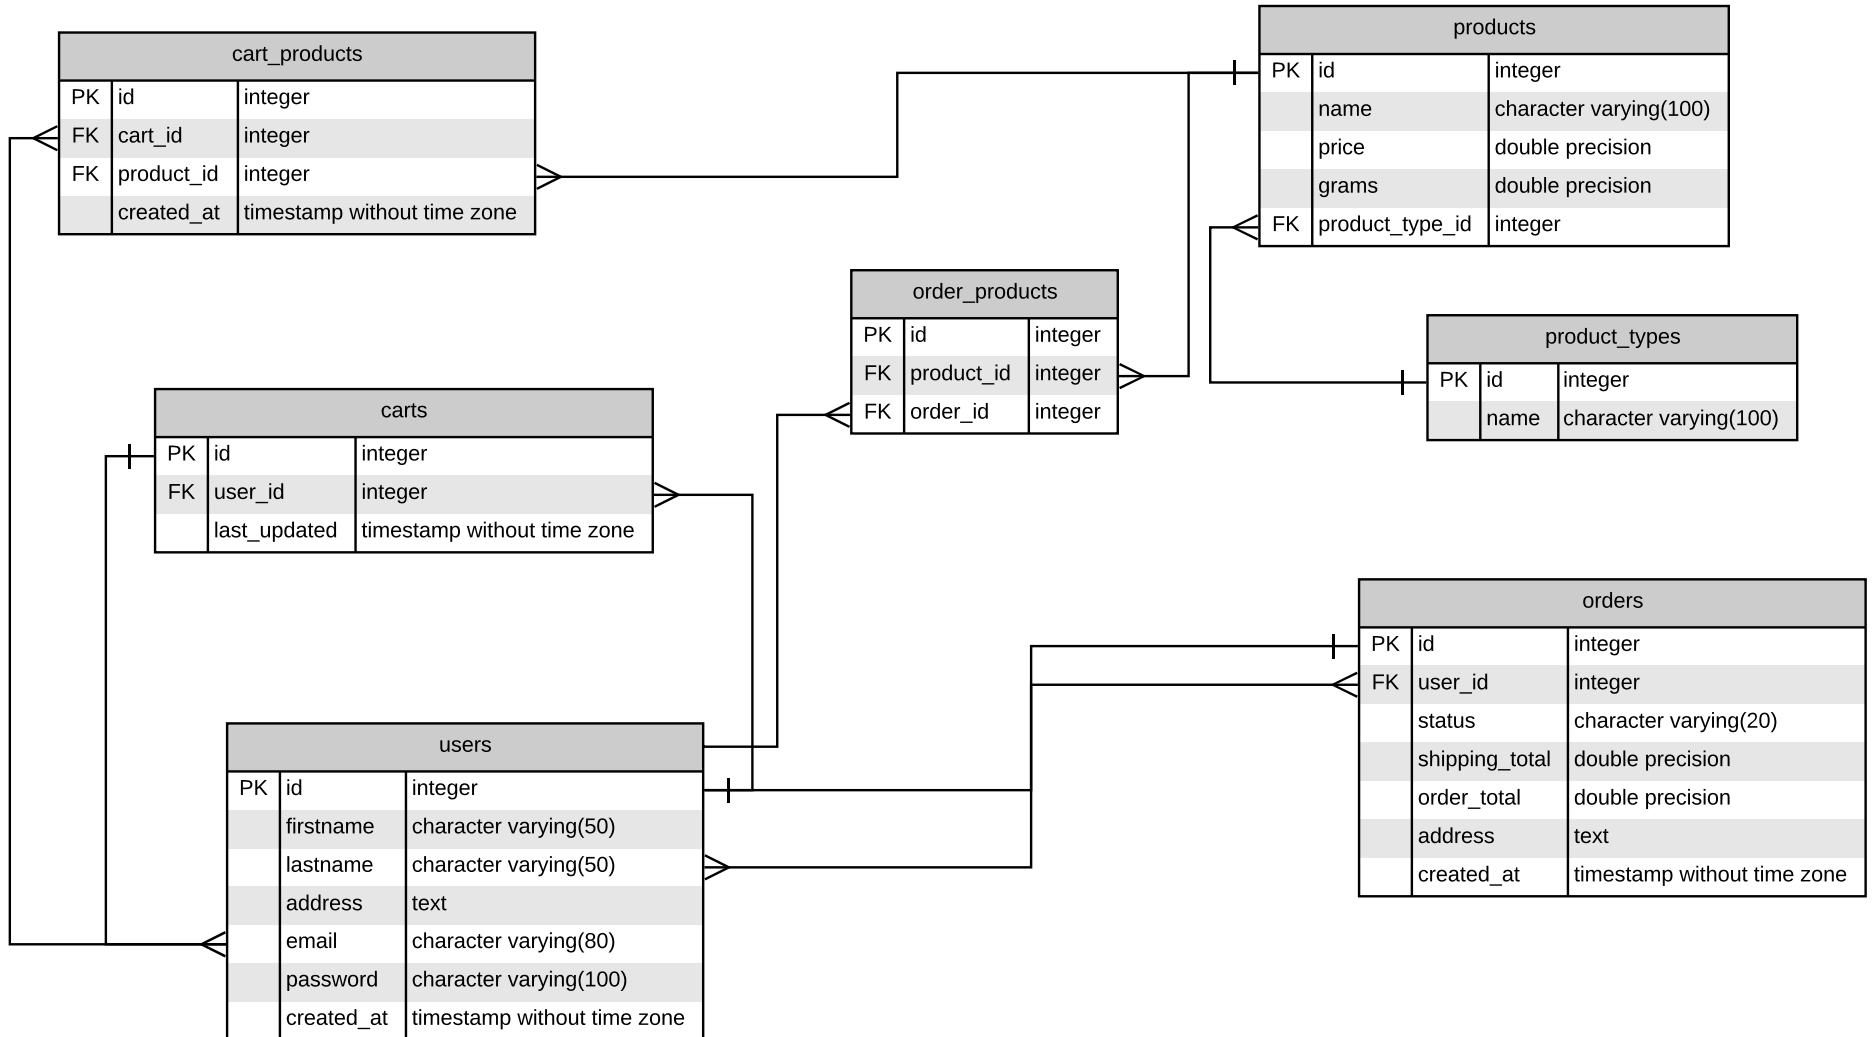 cart_products
PK id integer
FK cart_id integer
FK product_id integer
created_at timestamp without time zone
products
PK id integer
name character varying(100)
price double precision
grams double precision
FK product_type_id integer
order_products
PK id integer
FK product_id integer
FK order_id integer
product_types
PK id integer
name character varying(100)
carts
PK id integer
FK user_id integer
last_updated timestamp without time zone
orders
PK id integer
FK user_id integer
status character varying(20)
shipping_total double precision
order_total double precision
address text
created_at timestamp without time zone
users
PK id integer
firstname character varying(50)
lastname character varying(50)
address text
email character varying(80)
password character varying(100)
created_at timestamp without time zone